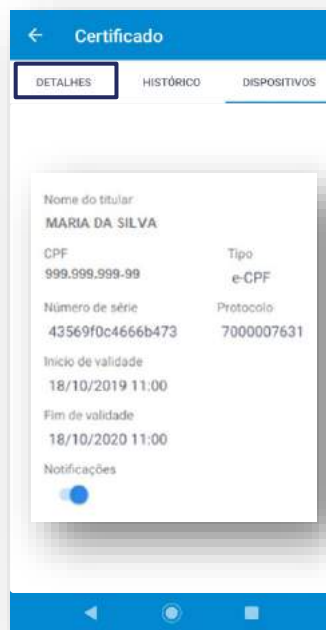 Certificado
DETALHES HISTÓRICO DISPOSITIVOS
Nome do titular
MARIA DA SILVA
CPF Tipo
999.999.999-99 e-CPF
Número de série Protocolo
43569f0c4666b473 7000007631
Início de validade
18/10/2019 11:00
Fim de validade
18/10/2020 11:00
Notificações